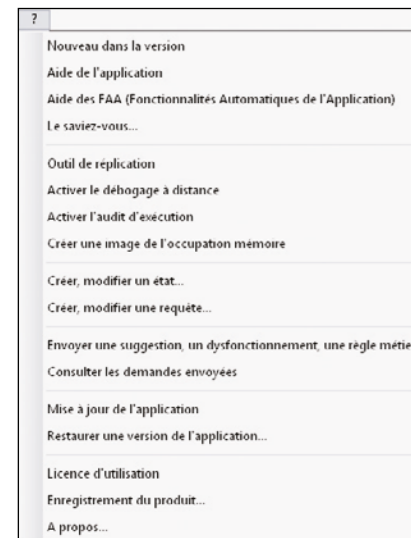 ?
Nouveau dans la version
Aide de l'application
Aide des FAA (Fonctionnalités Automatiques de l'Application)
Le saviez-vous...
Outil de réplication
Activer le débogage à distance
Activer l'audit d'exécution
Créer une image de l'occupation mémoire
Créer, modifier un état...
Créer, modifier une requête...
Envoyer une suggestion, un dysfonctionnement, une règle métie
Consulter les demandes envoyées
Mise à jour de l'application
Restaurer une version de l'application...
Licence d'utilisation
Enregistrement du produit...
A propos...